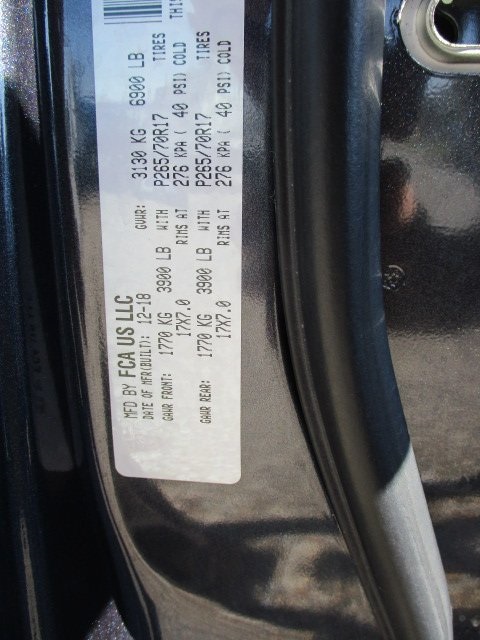 MFD BY FCA US LLC
DATE OF MFR(BUILT): 12-18 GVWR: 3130 KG 6900 LB
GAWR FRONT: 1770 KG 3900 LB WITH P265/70R17 TIRES
17X7.0 RIMS AT 276 KPA ( 40 PSI) COLD
GAWR REAR: 1770 KG 3900 LB WITH P265/70R17 TIRES
17X7.0 RIMS AT 276 KPA ( 40 PSI) COLD